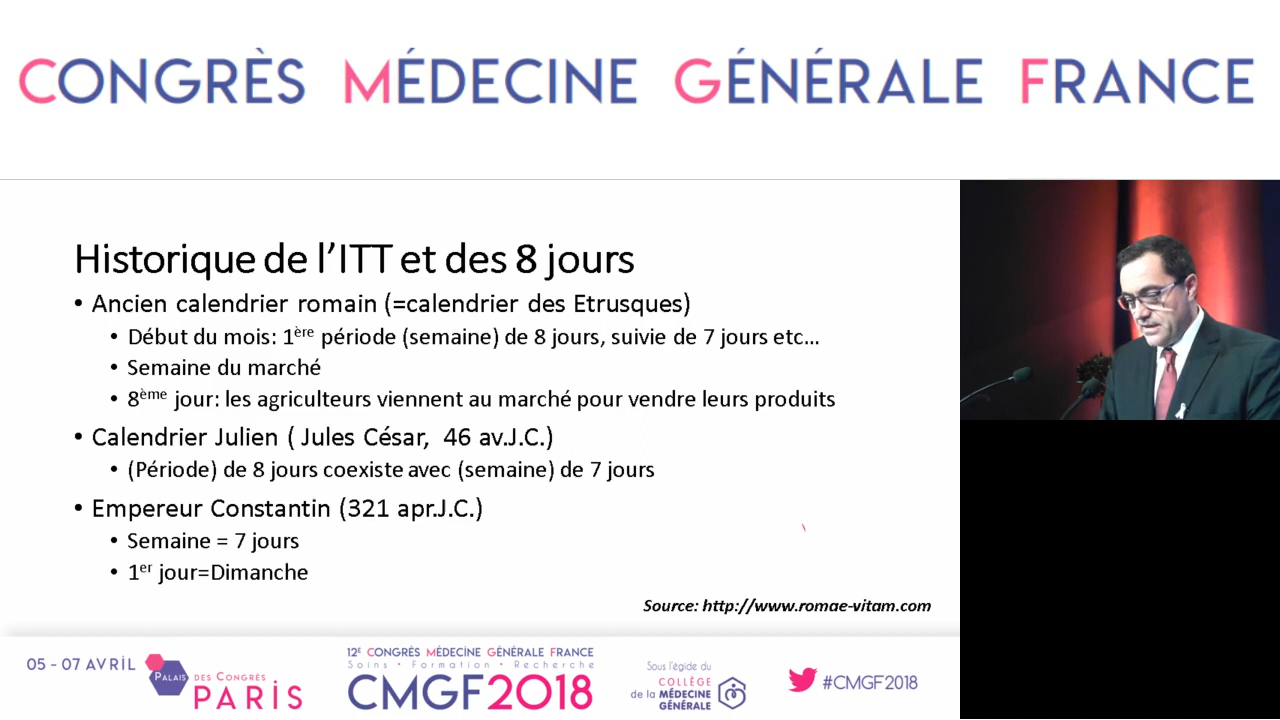 CONGRÈS MÉDECINE GÉNÉRALE FRANCE
Historique de l’ITT et des 8 jours
• Ancien calendrier romain (=calendrier des Etrusques)
• Début du mois: 1ère période (semaine) de 8 jours, suivie de 7 jours etc…
• Semaine du marché
• 8ème jour: les agriculteurs viennent au marché pour vendre leurs produits
• Calendrier Julien ( Jules César, 46 av.J.C.)
• (Période) de 8 jours coexiste avec (semaine) de 7 jours
• Empereur Constantin (321 apr.J.C.)
• Semaine = 7 jours
• 1er jour=Dimanche
Source: http://www.romae-vitam.com
05 - 07 AVRIL
PALAIS DES CONGRÈS
PARIS
12E CONGRÈS MÉDECINE GÉNÉRALE FRANCE
Soins • Formation • Recherche
CMGF2018
Sous l'égide du
COLLÈGE
de la MÉDECINE
GÉNÉRALE
#CMGF2018